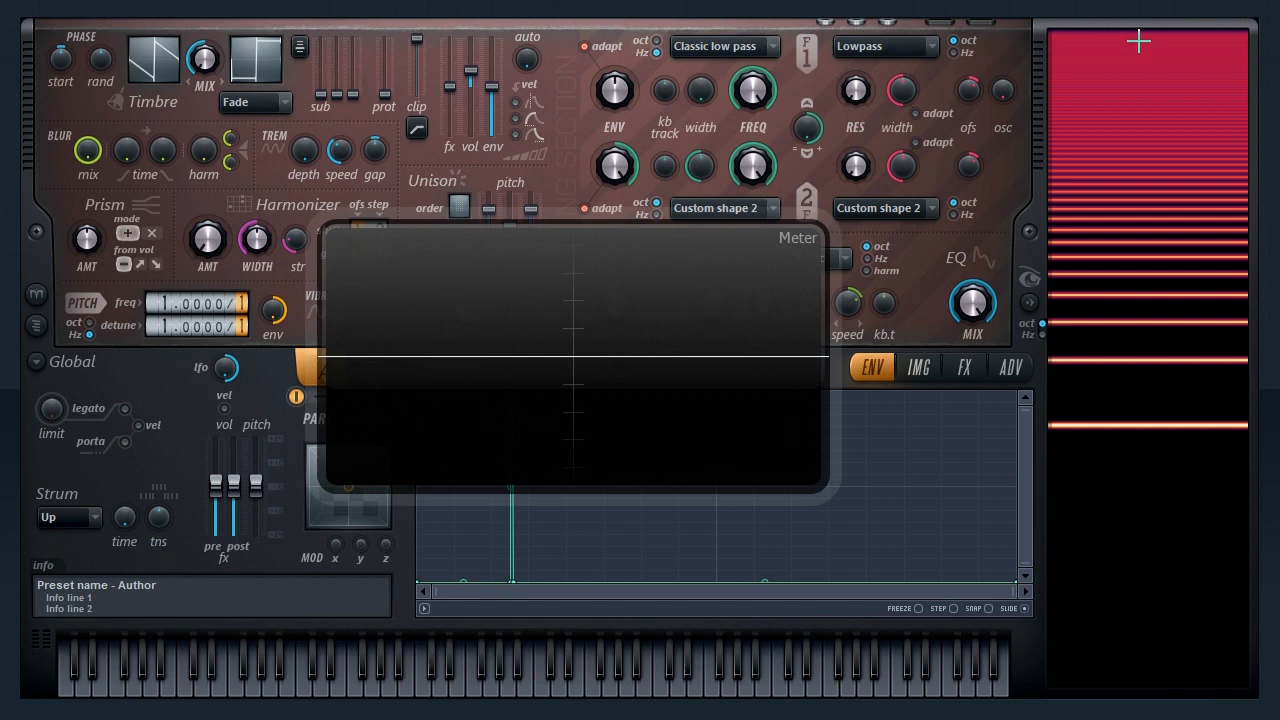 PHASE
start
rand
MIX
Timbre
Fade
sub
prot
clip
fx vol env
auto
vel
adapt
oct
Hz
Classic low pass
F
1
Lowpass
oct
Hz
ENV
kb
track
width
FREQ
RES
width
adapt
ofs
osc
adapt
BLUR
mix
time
harm
TREM
depth
speed
gap
Unison
pitch
order
adapt
oct
Hz
Custom shape 2
2
Custom shape 2
oct
Hz
Prism
mode
from vol
AMT
Harmonizer
ofs step
AMT
WIDTH
str
Meter
oct
Hz
harm
EQ
PITCH
freq
1.0000/1
oct
Hz
detune
1.0000/1
env
speed
kb.t
MIX
oct
Hz
Global
lfo
vel
vol
pitch
limit
legato
vel
porta
ENV
IMG
FX
ADV
Strum
Up
time
tns
pre post
fx
MOD
x
y
z
info
Preset name - Author
Info line 1
Info line 2
FREEZE
STEP
SNAP
SLIDE